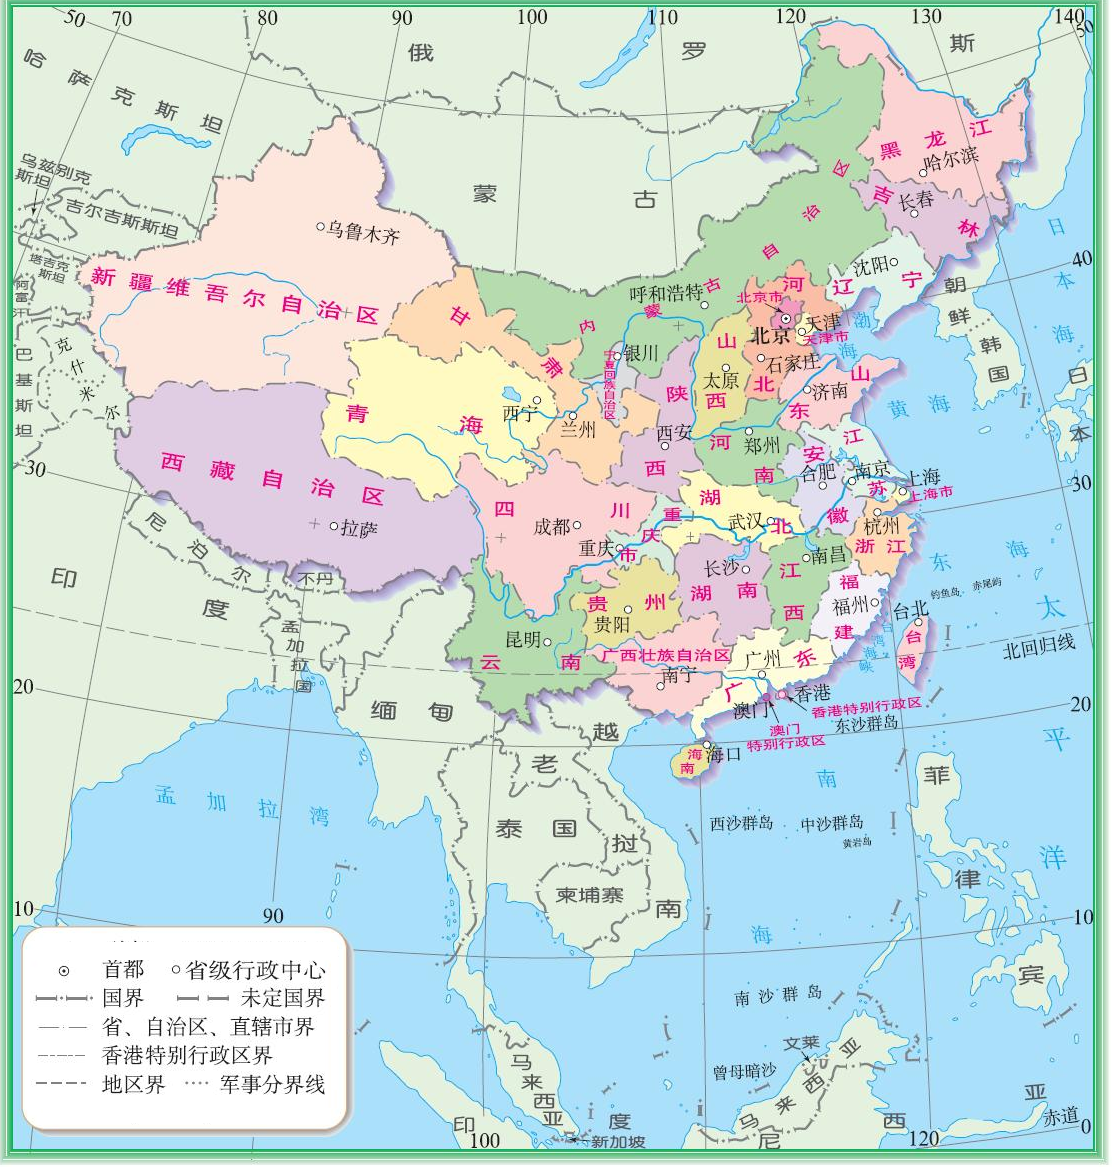 50 70 80 90 100 110 120 130 140
50
俄 罗 斯
哈 萨 克 斯 坦
乌兹别克
斯坦
吉尔吉斯斯坦
塔吉克
斯坦
阿富汗
巴基斯坦
克什米尔
蒙 古
黑龙江
哈尔滨
吉林
长春
辽宁
沈阳
内蒙古自治区
呼和浩特
新疆维吾尔自治区
乌鲁木齐
甘肃
兰州
青海
西宁
宁夏回族自治区
银川
陕西
西安
山西
太原
河北
石家庄
北京市
北京
天津
天津市
渤海
山东
济南
河南
郑州
江苏
南京
安徽
合肥
上海
上海市
浙江
杭州
西藏自治区
拉萨
四川
成都
重庆市
重庆
湖北
武汉
湖南
长沙
江西
南昌
福建
福州
贵州
贵阳
云南
昆明
广西壮族自治区
南宁
广东
广州
香港
香港特别行政区
澳门
澳门
特别行政区
海南
海口
台湾
台北
台湾海峡
钓鱼岛
赤尾屿
朝鲜
韩国
日本
日本海
黄海
东海
太平洋
北回归线
40
30
20
10
0
30
20
10
印度
尼泊尔
不丹
孟加拉国
缅甸
孟加拉湾
老挝
越南
泰国
柬埔寨
东沙群岛
西沙群岛
中沙群岛
黄岩岛
南海
南沙群岛
曾母暗沙
文莱
马来西亚
马来西亚
新加坡
印度尼西亚
菲律宾
赤道
90
100
120
首都 省级行政中心
国界 未定国界
省、自治区、直辖市界
香港特别行政区界
地区界 军事分界线